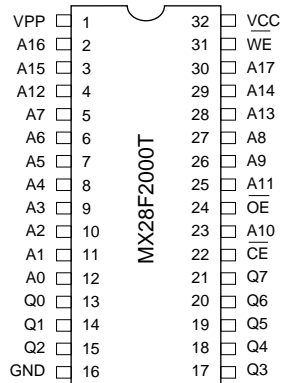 VPP 1 32 VCC
A16 2 31 WE
A15 3 30 A17
A12 4 29 A14
A7 5 28 A13
A6 6 27 A8
A5 7 26 A9
A4 8 25 A11
A3 9 24 OE
A2 10 23 A10
A1 11 22 CE
A0 12 21 Q7
Q0 13 20 Q6
Q1 14 19 Q5
Q2 15 18 Q4
GND 16 17 Q3
MX28F2000T